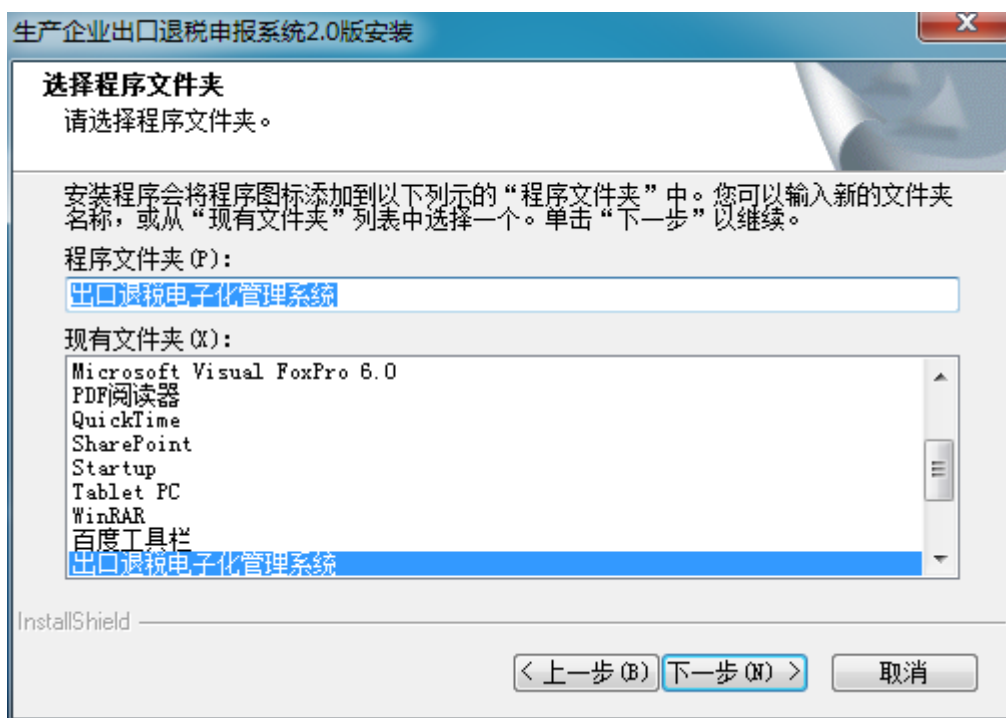 生产企业出口退税申报系统2.0版安装
选择程序文件夹
请选择程序文件夹。
安装程序会将程序图标添加到以下列示的“程序文件夹”中。您可以输入新的文件夹
名称，或从“现有文件夹”列表中选择一个。单击“下一步”以继续。
程序文件夹(P)：
出口退税电子化管理系统
现有文件夹(X)：
Microsoft Visual FoxPro 6.0
PDF阅读器
QuickTime
SharePoint
Startup
Tablet PC
WinRAR
百度工具栏
出口退税电子化管理系统
InstallShield
< 上一步(B) 下一步(N) > 取消